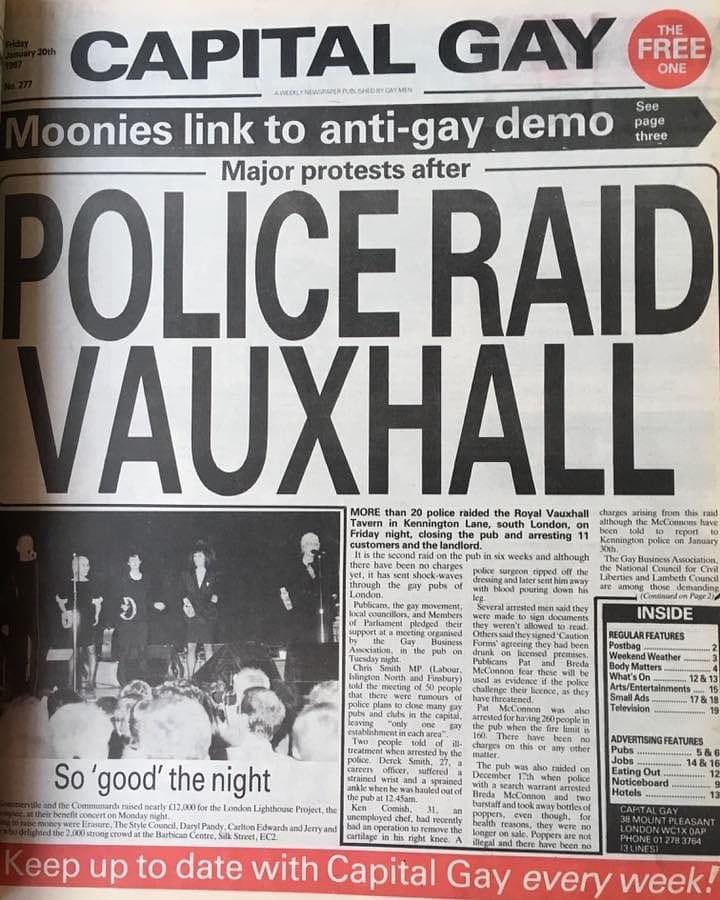 Friday
January 20th
1987
No. 277
CAPITAL GAY
THE
FREE
ONE
A WEEKLY NEWSPAPER PUBLISHED BY GAY MEN
Moonies link to anti-gay demo
See
page
three
Major protests after
POLICE RAID
VAUXHALL
MORE than 20 police raided the Royal Vauxhall
Tavern in Kennington Lane, south London, on
Friday night, closing the pub and arresting 11
customers and the landlord.
It is the second raid on the pub in six weeks and although
there have been no charges
yet, it has sent shock-waves
through the gay pubs of
London.
Publicans, the gay movement,
local councillors, and Members
of Parliament pledged their
support at a meeting organised
by the Gay Business
Association, in the pub on
Tuesday night.
Chris Smith MP (Labour,
Islington North and Finsbury)
told the meeting of 50 people
that there were rumours of
police plans to close many gay
pubs and clubs in the capital,
leaving "only one gay
establishment in each area".
Two people told of ill-
treatment when arrested by the
police. Derek Smith, 27, a
careers officer, suffered a
strained wrist and a sprained
ankle when he was hauled out of
the pub at 12.45am.
Ken Comish, 31, an
unemployed chef, had recently
had an operation to remove the
cartilage in his right knee. A
police surgeon ripped off the
dressing and later sent him away
with blood pouring down his
leg.
Several arrested men said they
were made to sign documents
they weren't allowed to read.
Others said they signed 'Caution
Forms' agreeing they had been
drunk on licensed premises.
Publicans Pat and Breda
McConnon fear these will be
used as evidence if the police
challenge their licence, as they
have threatened.
Pat McConnon was also
arrested for having 260 people in
the pub when the fire limit is
160. There have been no
charges on this or any other
matter.
The pub was also raided on
December 17th when police
with a search warrant arrested
Breda McConnon and two
barstaff and took away bottles of
poppers, even though, for
health reasons, they were no
longer on sale. Poppers are not
illegal and there have been no
charges arising from this raid
although the McConnons have
been told to report to
Kennington police on January
30th.
The Gay Business Association,
the National Council for Civil
Liberties and Lambeth Council
are among those demanding
(Continued on Page 2)
So 'good' the night
Somerville and the Communards raised nearly £12,000 for the London Lighthouse Project, the
hospice, at their benefit concert on Monday night.
to raise money were Erasure, The Style Council, Daryl Pandy, Carlton Edwards and Jerry and
who delighted the 2,000 strong crowd at the Barbican Centre, Silk Street, EC2.
INSIDE
REGULAR FEATURES
Postbag 2
Weekend Weather 3
Body Matters 4
What's On 12 & 13
Arts/Entertainments 15
Small Ads 17 & 18
Television 19
ADVERTISING FEATURES
Pubs 5 & 6
Jobs 14 & 16
Eating Out 12
Noticeboard 9
Hotels 13
CAPITAL GAY
38 MOUNT PLEASANT
LONDON WC1X 0AP
PHONE 01 278 3764
(3 LINES)
Keep up to date with Capital Gay every week!